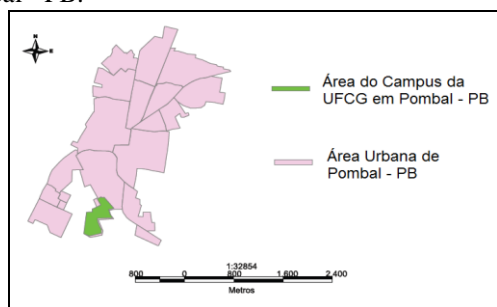 N
Área do Campus da
UFCG em Pombal - PB
Área Urbana de
Pombal - PB
1:32854
800 0 800 1.600 2.400
Metros